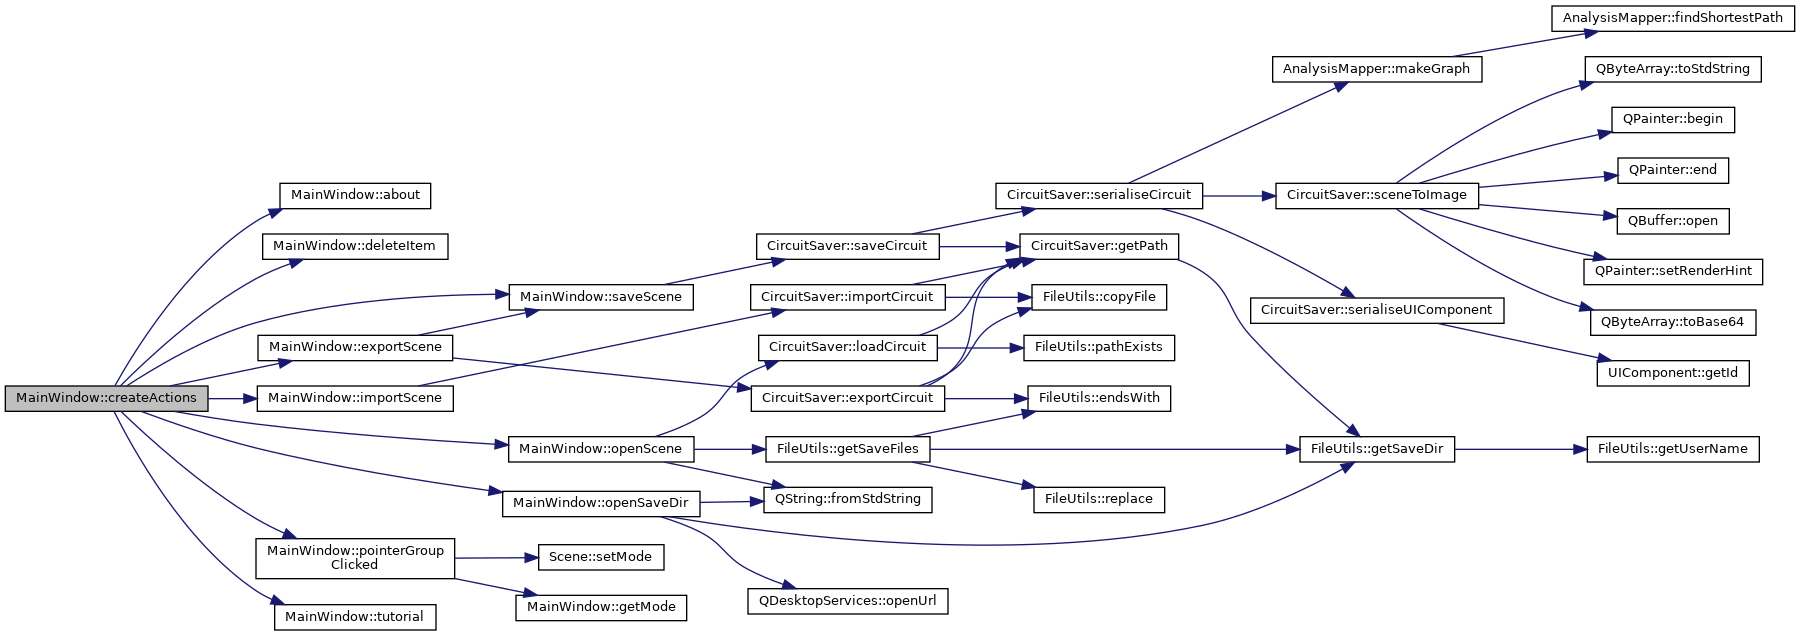 AnalysisMapper::findShortestPath
AnalysisMapper::makeGraph
QByteArray::toStdString
QPainter::begin
QPainter::end
MainWindow::about
CircuitSaver::serialiseCircuit
CircuitSaver::sceneToImage
QBuffer::open
MainWindow::deleteItem
CircuitSaver::saveCircuit
CircuitSaver::getPath
QPainter::setRenderHint
MainWindow::saveScene
CircuitSaver::importCircuit
FileUtils::copyFile
CircuitSaver::serialiseUIComponent
QByteArray::toBase64
MainWindow::exportScene
CircuitSaver::loadCircuit
FileUtils::pathExists
UIComponent::getId
MainWindow::createActions
MainWindow::importScene
CircuitSaver::exportCircuit
FileUtils::endsWith
MainWindow::openScene
FileUtils::getSaveFiles
FileUtils::getSaveDir
FileUtils::getUserName
MainWindow::openSaveDir
QString::fromStdString
FileUtils::replace
MainWindow::pointerGroup
Clicked
Scene::setMode
MainWindow::getMode
QDesktopServices::openUrl
MainWindow::tutorial